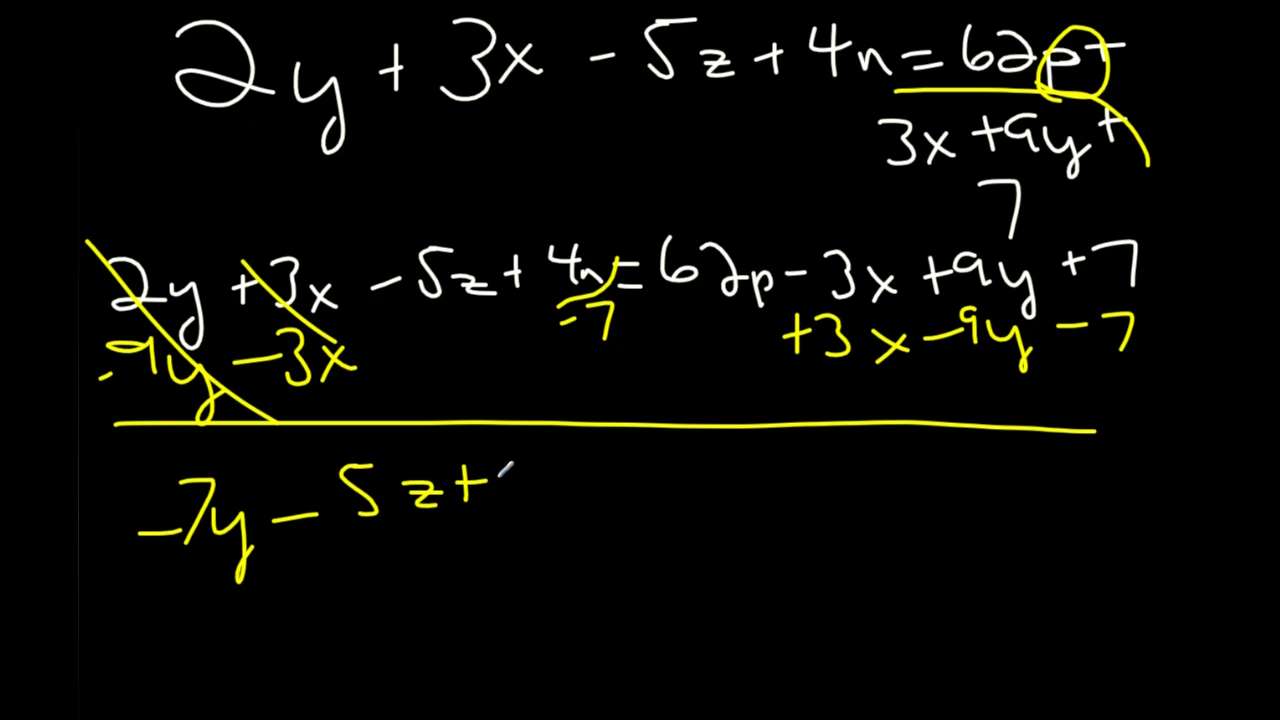 2y + 3x - 5z + 4n = 62p +
3x + 9y +
7
2y + 3x - 5z + 4n = 62p - 3x + 9y + 7
- 9y - 3x - 7 + 3x - 9y - 7
- 7y - 5z +